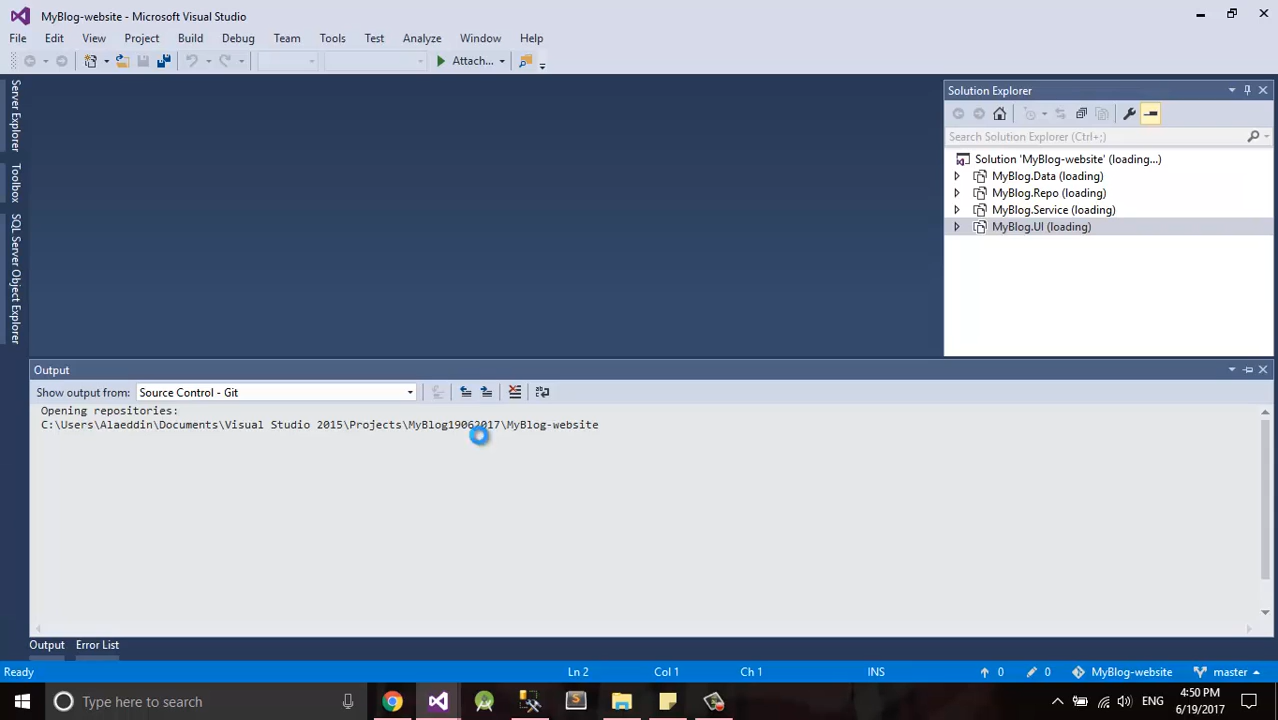 MyBlog-website - Microsoft Visual Studio
File Edit View Project Build Debug Team Tools Test Analyze Window Help
Attach...
Server Explorer
Toolbox
SQL Server Object Explorer
Solution Explorer
Search Solution Explorer (Ctrl+;)
Solution 'MyBlog-website' (loading...)
MyBlog.Data (loading)
MyBlog.Repo (loading)
MyBlog.Service (loading)
MyBlog.UI (loading)
Output
Show output from: Source Control - Git
Opening repositories:
C:\Users\Alaeddin\Documents\Visual Studio 2015\Projects\MyBlog19062017\MyBlog-website
Output Error List
Ready Ln 2 Col 1 Ch 1 INS 0 0 MyBlog-website master
Type here to search
ENG
4:50 PM
6/19/2017